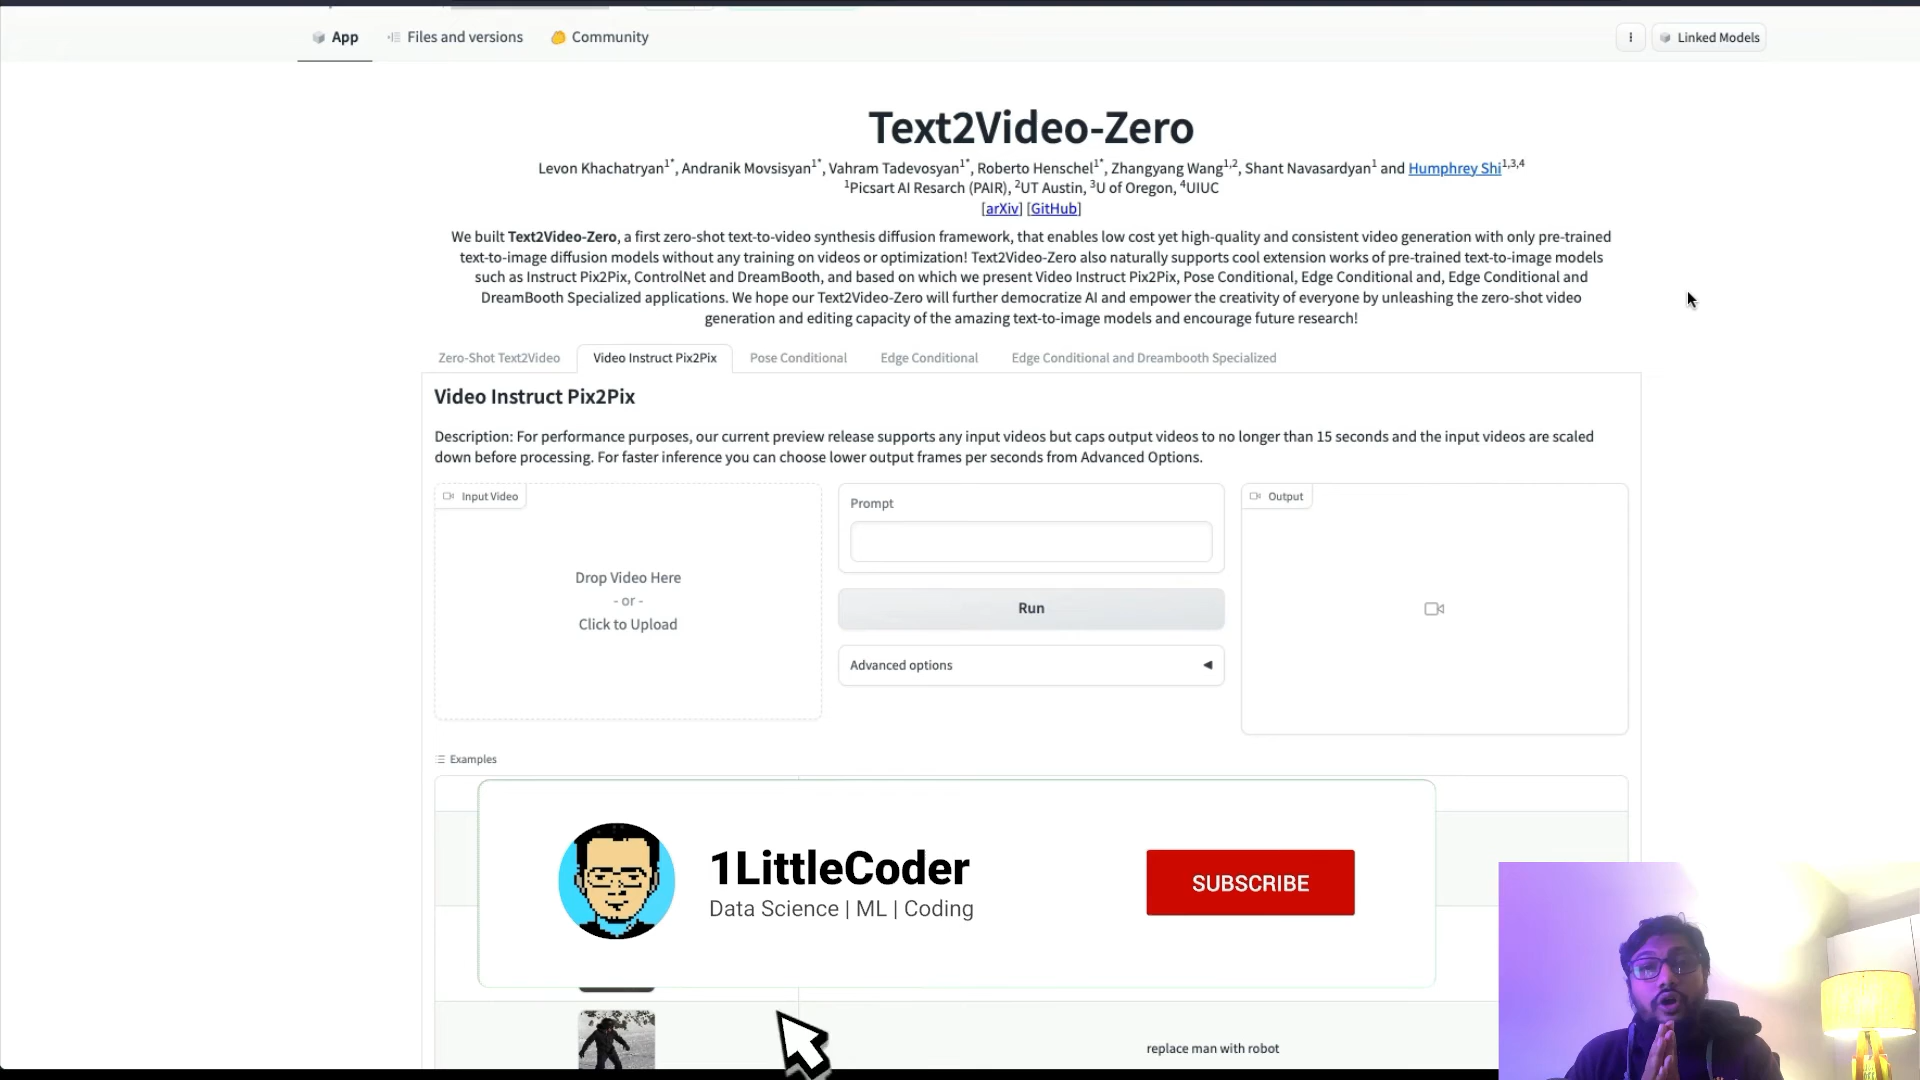 App
Files and versions
Community
Linked Models
Text2Video-Zero
Levon Khachatryan1*, Andranik Movsisyan1*, Vahram Tadevosyan1*, Roberto Henschel1*, Zhangyang Wang1,2, Shant Navasardyan1 and Humphrey Shi1,3,4
1Picsart AI Resarch (PAIR), 2UT Austin, 3U of Oregon, 4UIUC
[arXiv] [GitHub]
We built Text2Video-Zero, a first zero-shot text-to-video synthesis diffusion framework, that enables low cost yet high-quality and consistent video generation with only pre-trained
text-to-image diffusion models without any training on videos or optimization! Text2Video-Zero also naturally supports cool extension works of pre-trained text-to-image models
such as Instruct Pix2Pix, ControlNet and DreamBooth, and based on which we present Video Instruct Pix2Pix, Pose Conditional, Edge Conditional and, Edge Conditional and
DreamBooth Specialized applications. We hope our Text2Video-Zero will further democratize AI and empower the creativity of everyone by unleashing the zero-shot video
generation and editing capacity of the amazing text-to-image models and encourage future research!
Zero-Shot Text2Video
Video Instruct Pix2Pix
Pose Conditional
Edge Conditional
Edge Conditional and Dreambooth Specialized
Video Instruct Pix2Pix
Description: For performance purposes, our current preview release supports any input videos but caps output videos to no longer than 15 seconds and the input videos are scaled
down before processing. For faster inference you can choose lower output frames per seconds from Advanced Options.
Input Video
Drop Video Here
- or -
Click to Upload
Prompt
Run
Advanced options
Output
Examples
1LittleCoder
Data Science | ML | Coding
SUBSCRIBE
replace man with robot